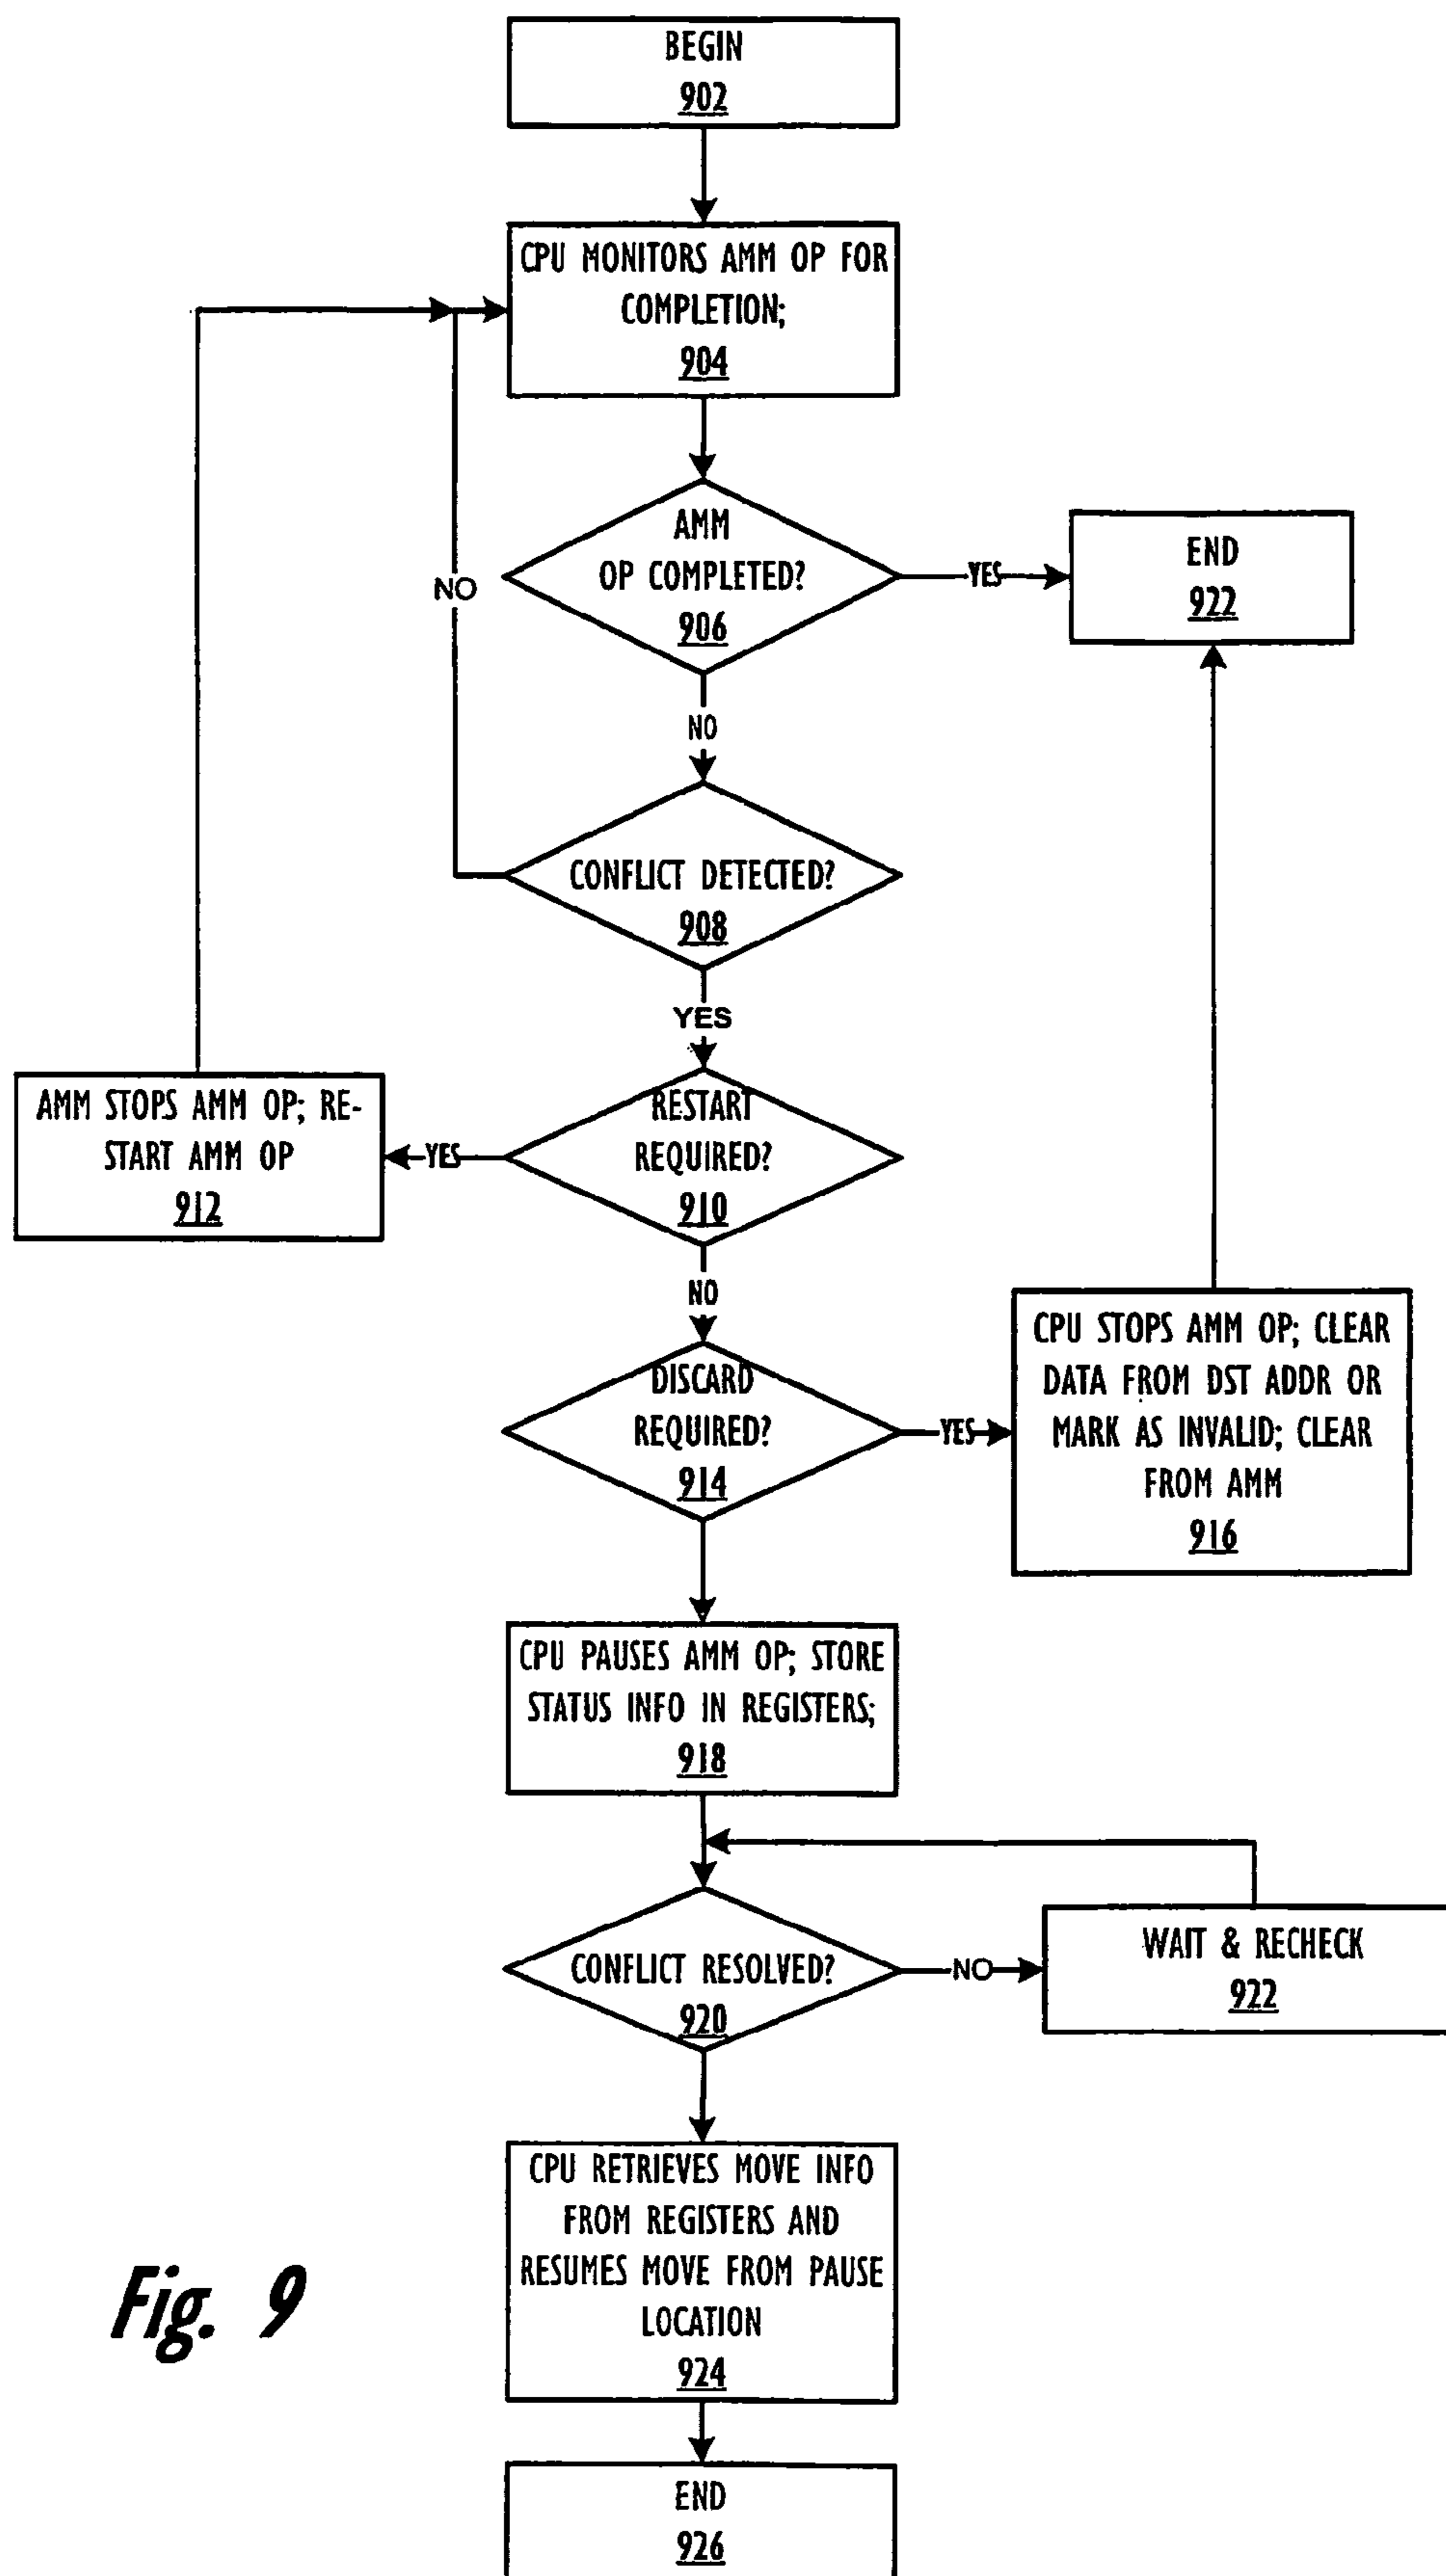 BEGIN
902
CPU MONITORS AMM OP FOR
COMPLETION;
904
AMM
OP COMPLETED?
906
YES
END
922
NO
NO
CONFLICT DETECTED?
908
YES
AMM STOPS AMM OP; RE-
START AMM OP
912
YES
RESTART
REQUIRED?
910
NO
DISCARD
REQUIRED?
914
YES
CPU STOPS AMM OP; CLEAR
DATA FROM DST ADDR OR
MARK AS INVALID; CLEAR
FROM AMM
916
CPU PAUSES AMM OP; STORE
STATUS INFO IN REGISTERS;
918
CONFLICT RESOLVED?
920
NO
WAIT & RECHECK
922
CPU RETRIEVES MOVE INFO
FROM REGISTERS AND
RESUMES MOVE FROM PAUSE
LOCATION
924
END
926
Fig. 9